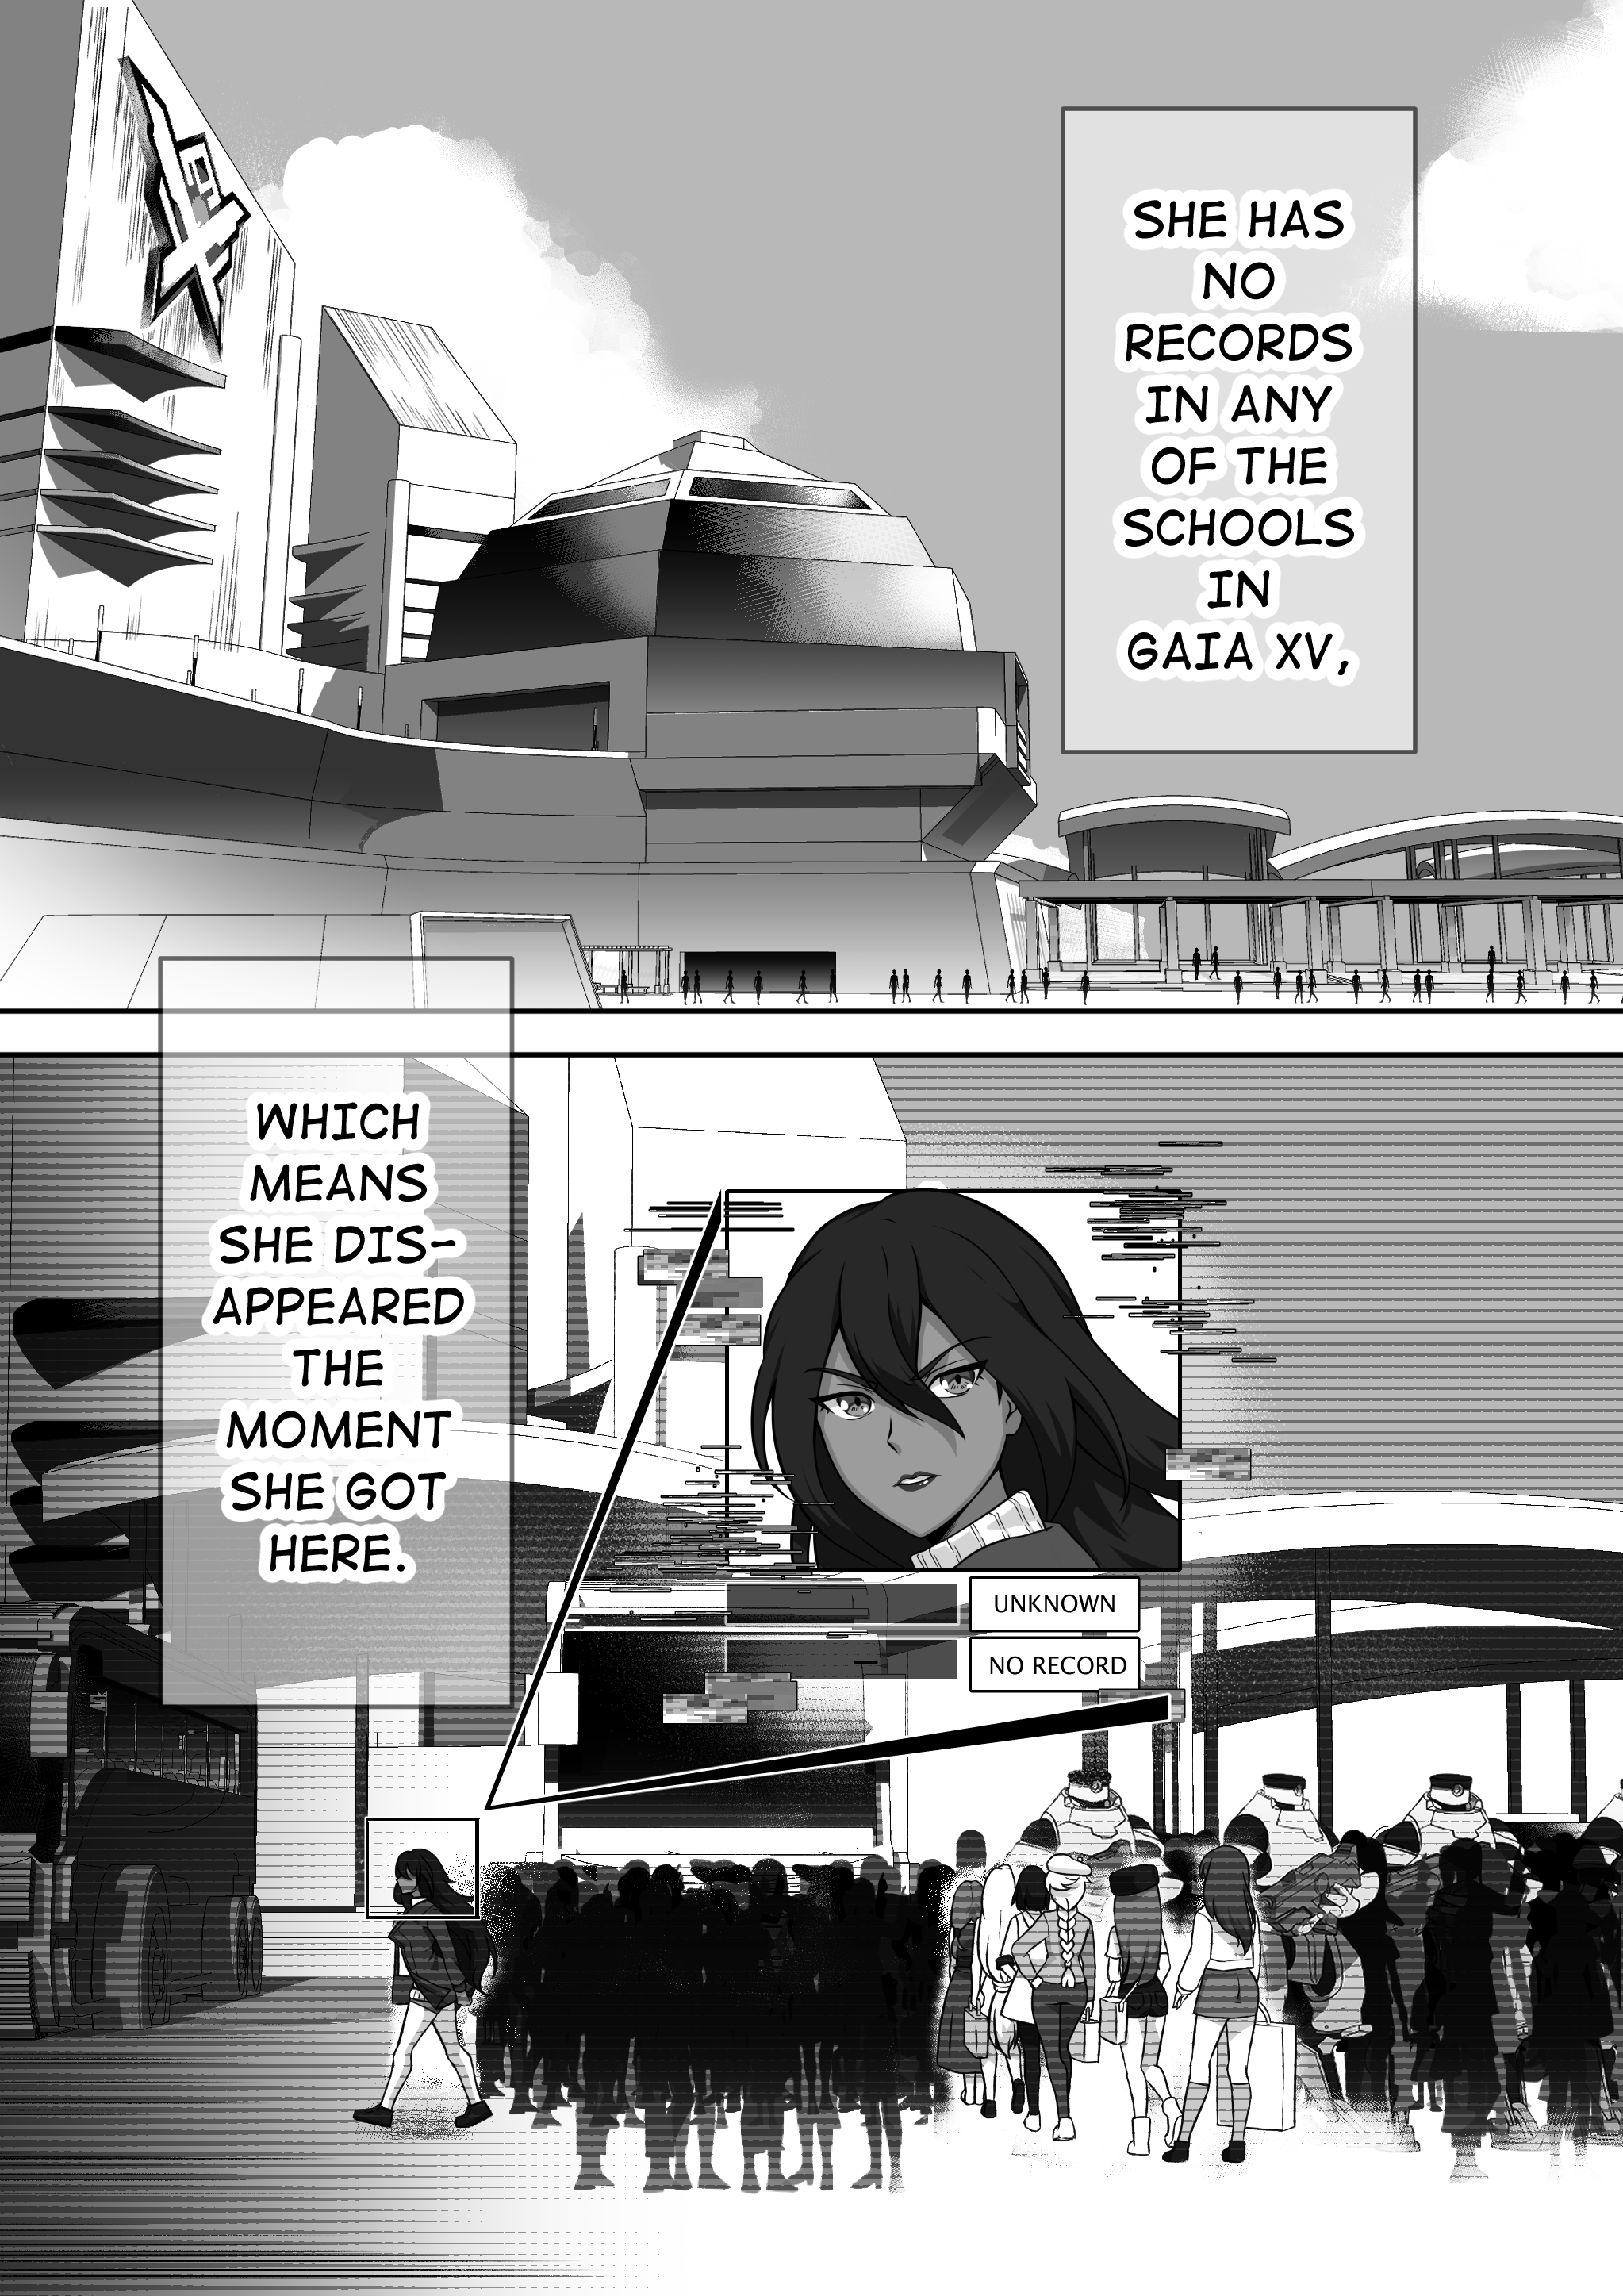 SHE HAS
NO
RECORDS
IN ANY
OF THE
SCHOOLS
IN
GAIA XV,
WHICH
MEANS
SHE DIS-
APPEARED
THE
MOMENT
SHE GOT
HERE.
UNKNOWN
NO RECORD